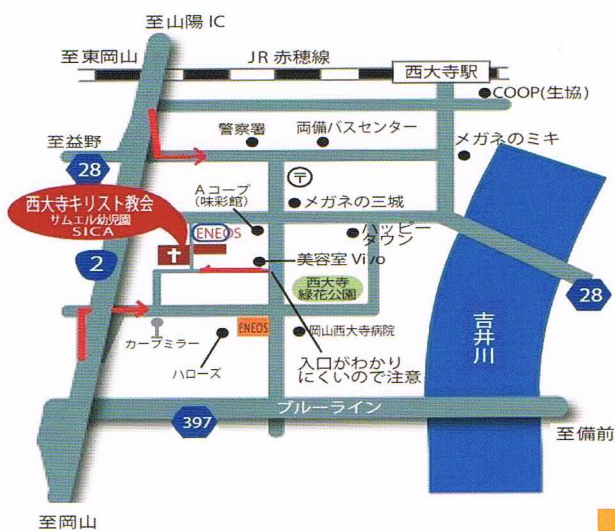 至山陽IC
至東岡山
JR 赤穂線
西大寺駅
COOP(生協)
警察署
両備バスセンター
至益野
メガネのミキ
28
〒
Aコープ
(味彩館)
メガネの三城
西大寺キリスト教会
サムエル幼児園
SICA
ENEOS
ハッピー
タウン
2
美容室 Vivo
西大寺
緑花公園
28
吉井川
カーブミラー
ENEOS
岡山西大寺病院
ハローズ
入口がわかり
にくいので注意
ブルーライン
397
至備前
至岡山